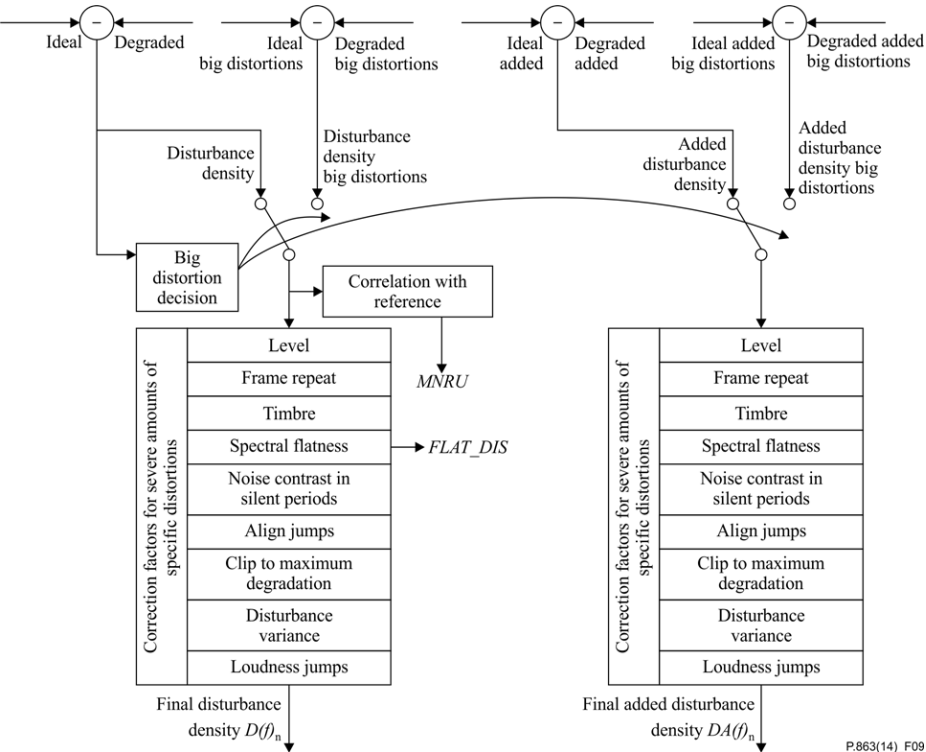 −
−
−
−
Ideal
Degraded
Ideal
big distortions
Degraded
big distortions
Ideal
added
Degraded
added
Ideal added
big distortions
Degraded added
big distortions
Disturbance
density
Disturbance
density
big distortions
Added
disturbance
density
Added
disturbance
density big
distortions
Big
distortion
decision
Correlation with
reference
MNRU
Correction factors for severe amounts of
specific distortions
Level
Frame repeat
Timbre
Spectral flatness
FLAT_DIS
Noise contrast in
silent periods
Align jumps
Clip to maximum
degradation
Disturbance
variance
Loudness jumps
Final disturbance
density D(f)n
Correction factors for severe amounts of
specific distortions
Level
Frame repeat
Timbre
Spectral flatness
Noise contrast in
silent periods
Align jumps
Clip to maximum
degradation
Disturbance
variance
Loudness jumps
Final added disturbance
density DA(f)n
P.863(14)_F09